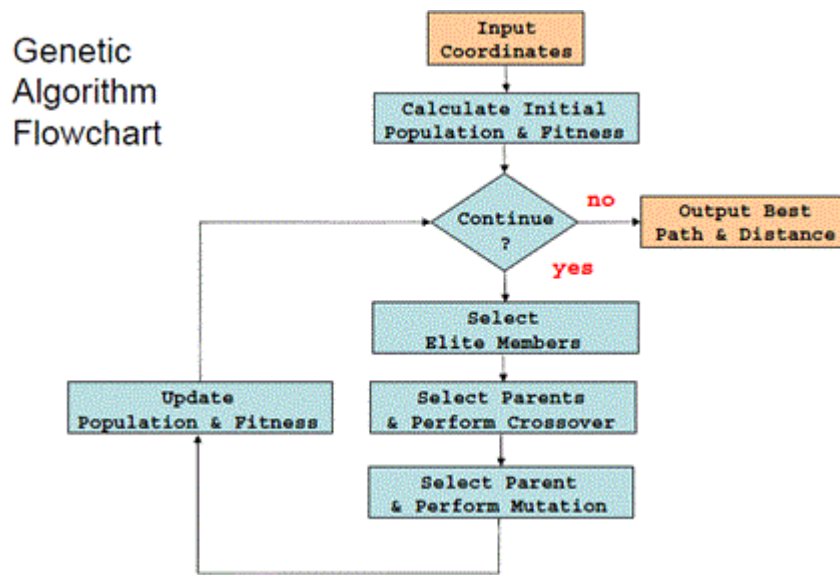 Genetic
Algorithm
Flowchart
Input
Coordinates
Calculate Initial
Population & Fitness
Continue
?
no
Output Best
Path & Distance
yes
Select
Elite Members
Select Parents
& Perform Crossover
Select Parent
& Perform Mutation
Update
Population & Fitness